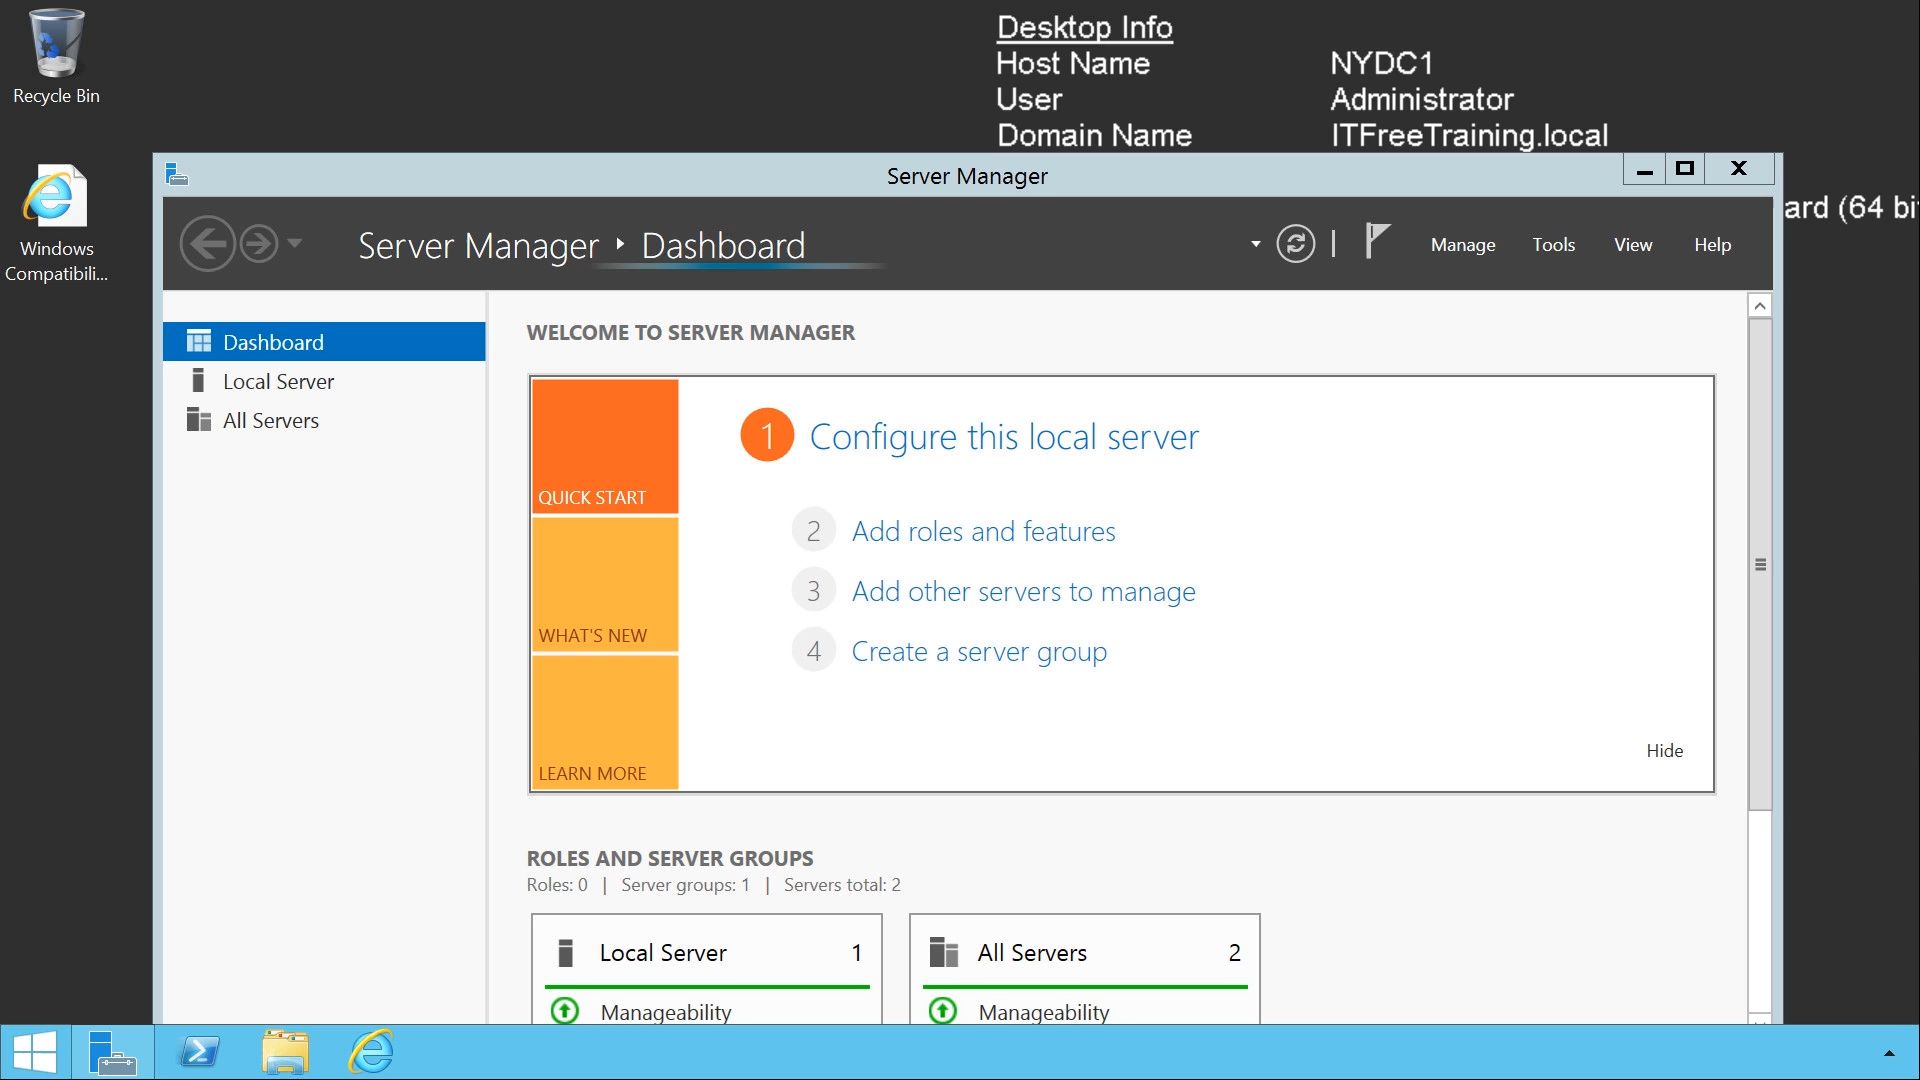 Recycle Bin
Windows
Compatibili...
Desktop Info
Host Name NYDC1
User Administrator
Domain Name ITFreeTraining.local
ard (64 bi
Server Manager
Server Manager Dashboard
Manage Tools View Help
Dashboard
Local Server
All Servers
WELCOME TO SERVER MANAGER
QUICK START
WHAT'S NEW
LEARN MORE
1 Configure this local server
2 Add roles and features
3 Add other servers to manage
4 Create a server group
Hide
ROLES AND SERVER GROUPS
Roles: 0 | Server groups: 1 | Servers total: 2
Local Server 1
Manageability
All Servers 2
Manageability